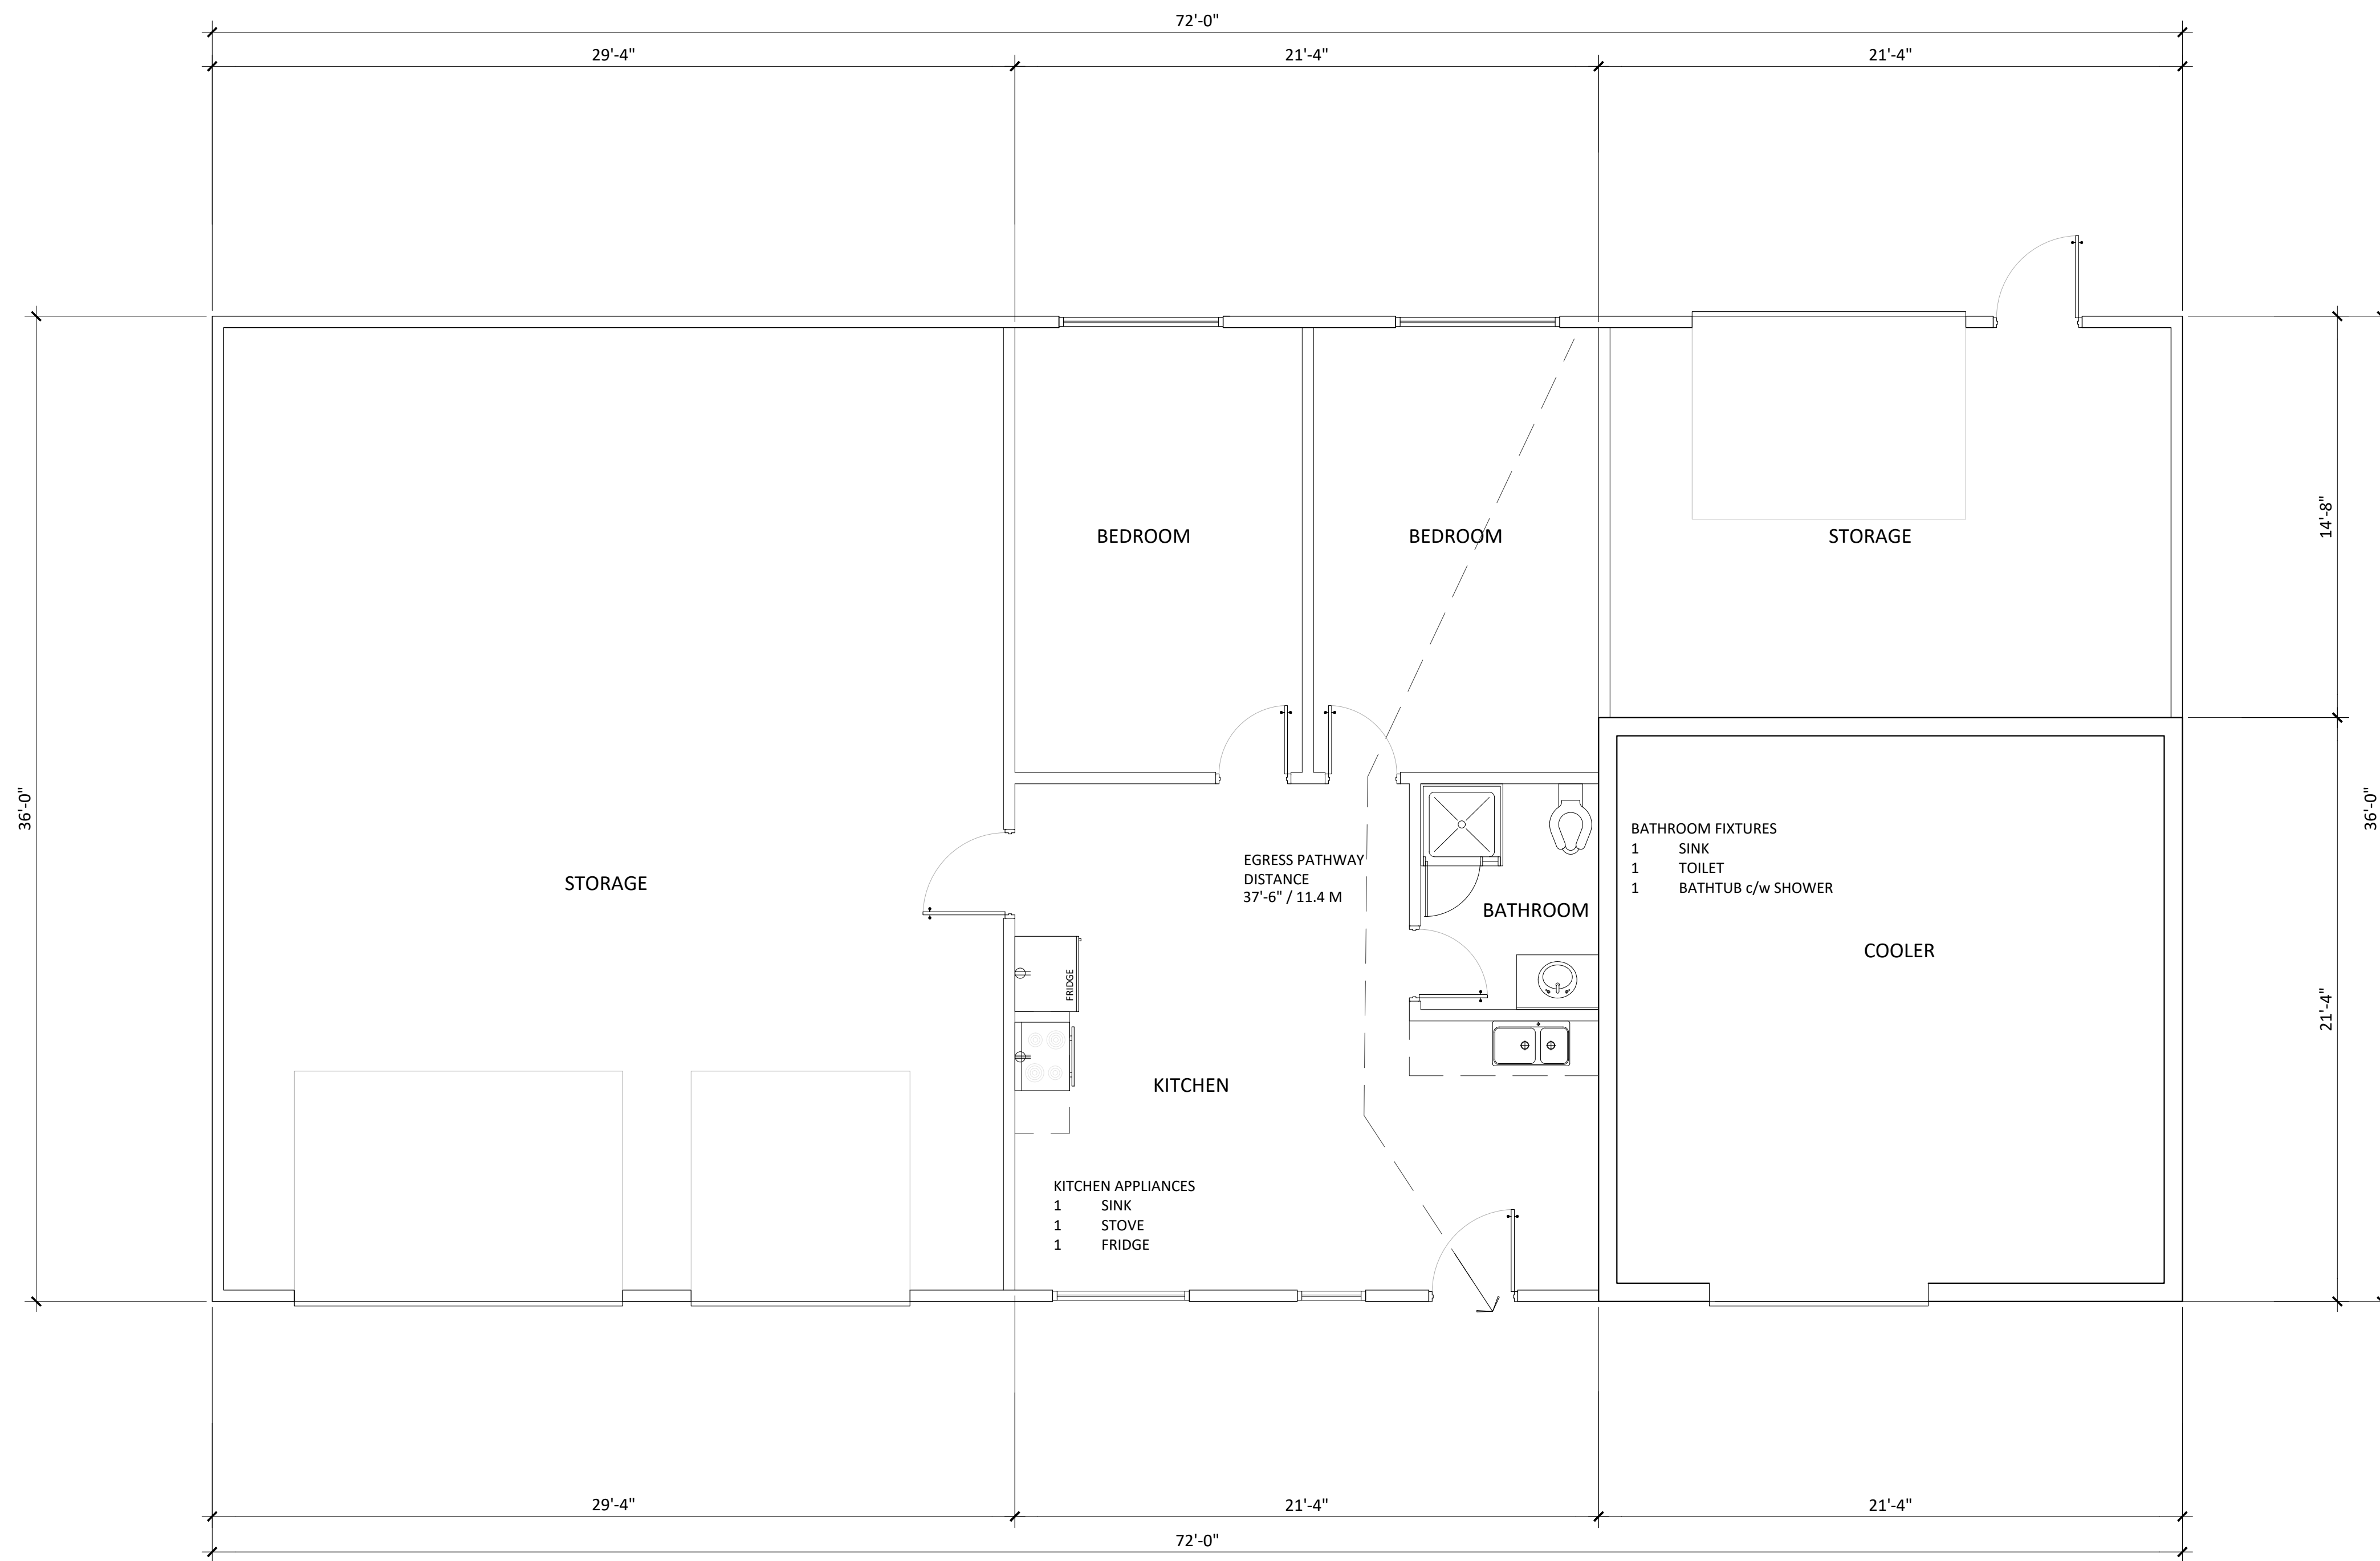 72'-0"
29'-4"
21'-4"
21'-4"
BEDROOM
BEDROOM
STORAGE
14'-8"
36'-0"
36'-0"
BATHROOM FIXTURES
1 SINK
1 TOILET
1 BATHTUB c/w SHOWER
EGRESS PATHWAY
DISTANCE
37'-6" / 11.4 M
STORAGE
BATHROOM
COOLER
FRIDGE
21'-4"
KITCHEN
KITCHEN APPLIANCES
1 SINK
1 STOVE
1 FRIDGE
29'-4"
21'-4"
21'-4"
72'-0"